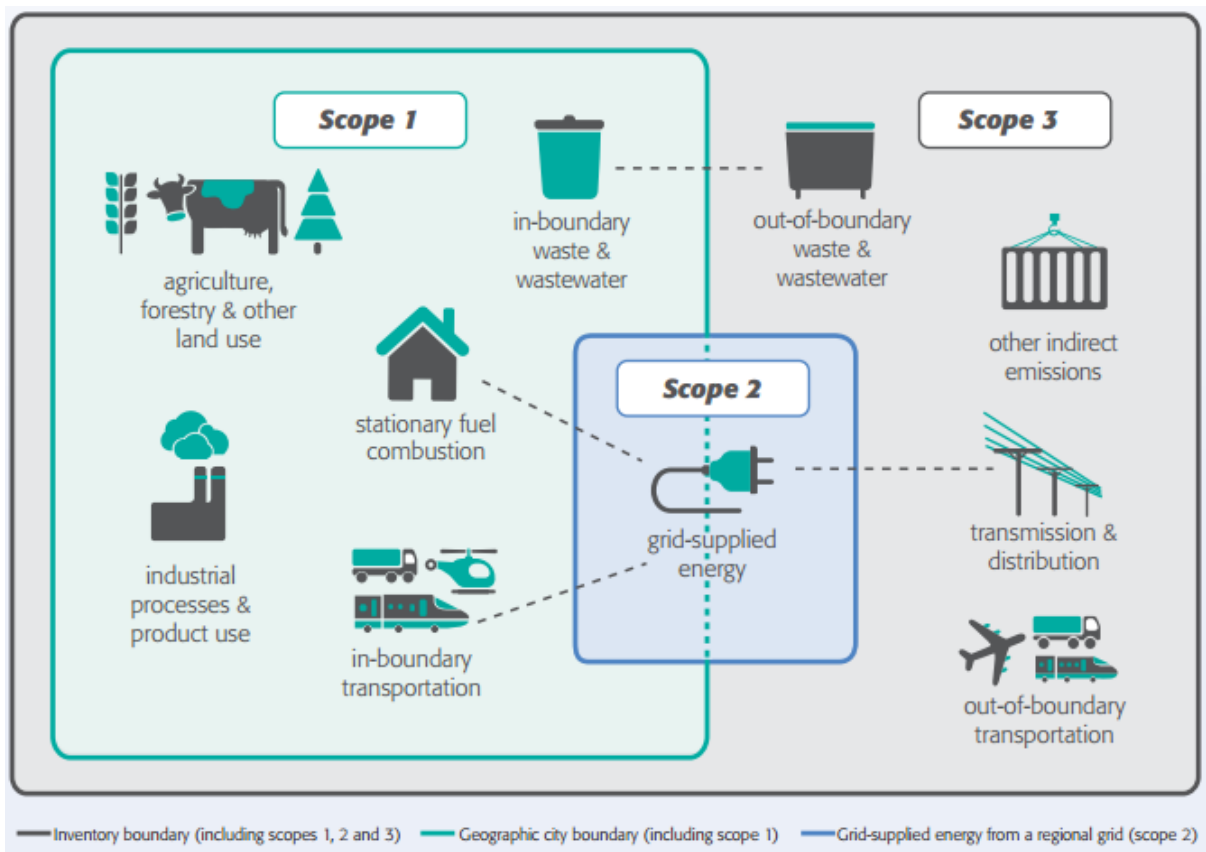 Scope 1
Scope 3
in-boundary
waste &
wastewater
out-of-boundary
waste &
wastewater
agriculture,
forestry & other
land use
other indirect
emissions
stationary fuel
combustion
Scope 2
grid-supplied
energy
transmission &
distribution
industrial
processes &
product use
in-boundary
transportation
out-of-boundary
transportation
Inventory boundary (including scopes 1, 2 and 3)
Geographic city boundary (including scope 1)
Grid-supplied energy from a regional grid (scope 2)